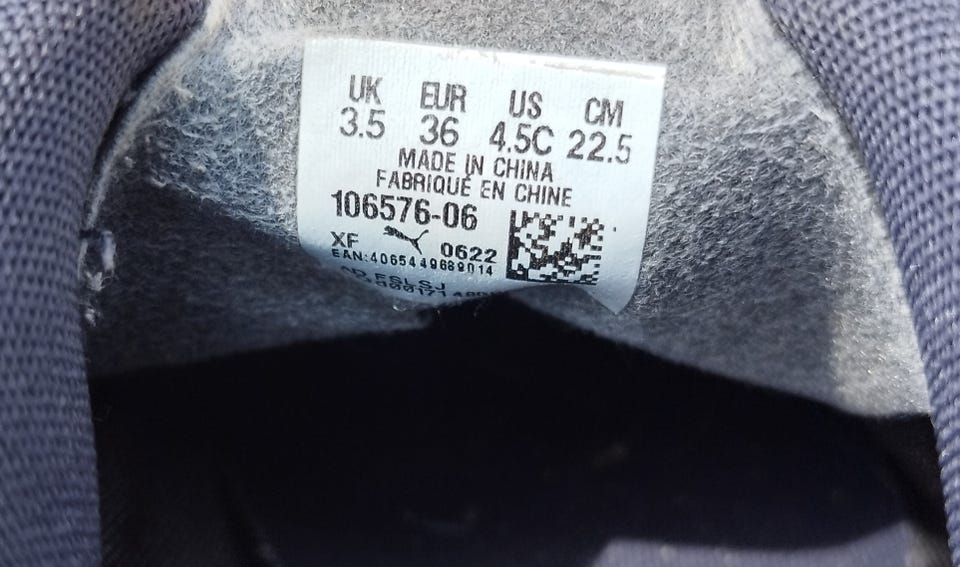 UK EUR US CM
3.5 36 4.5C 22.5
MADE IN CHINA
FABRIQUÉ EN CHINE
106576-06
XF 0622
EAN:4065449689014